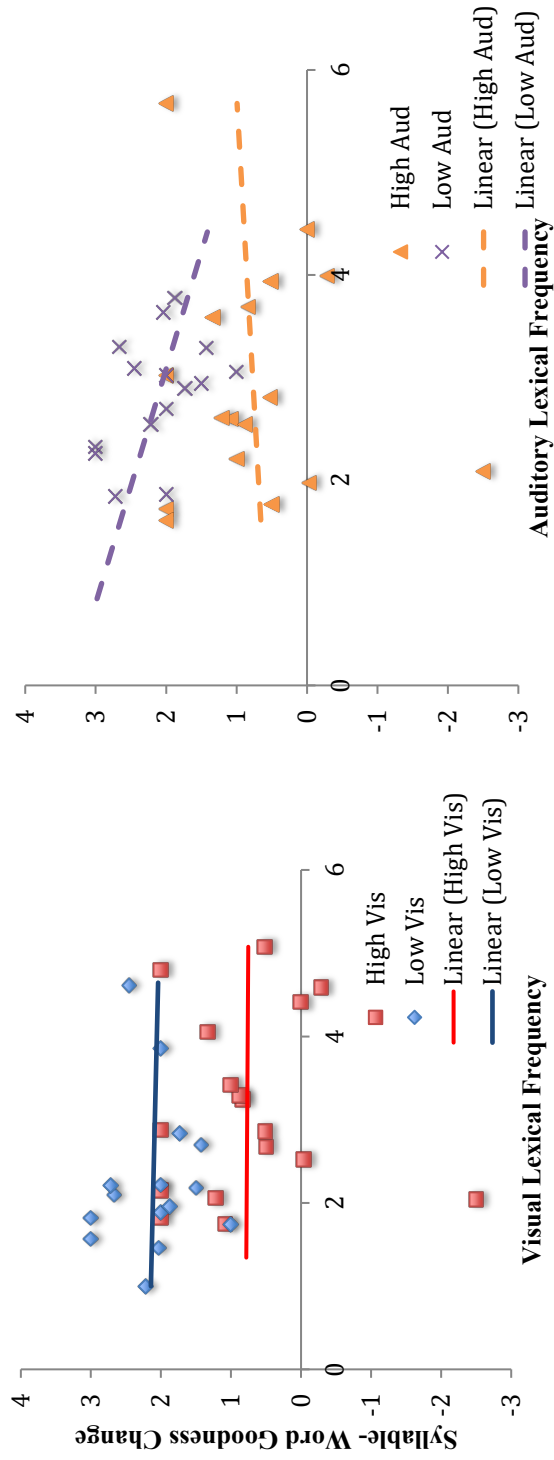 Syllable- Word Goodness Change
4
3
2
1
0
-1
-2
-3
0
2
4
6
Visual Lexical Frequency
High Vis
Low Vis
Linear (High Vis)
Linear (Low Vis)
4
3
2
1
0
-1
-2
-3
0
2
4
6
Auditory Lexical Frequency
High Aud
Low Aud
Linear (High Aud)
Linear (Low Aud)